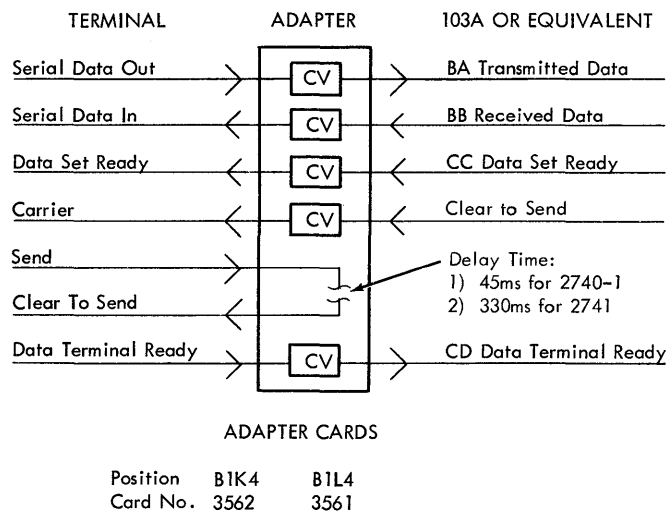 TERMINAL ADAPTER 103A OR EQUIVALENT
Serial Data Out CV BA Transmitted Data
Serial Data In CV BB Received Data
Data Set Ready CV CC Data Set Ready
Carrier CV Clear to Send
Send
Delay Time:
1) 45ms for 2740-1
2) 330ms for 2741
Clear To Send
Data Terminal Ready CV CD Data Terminal Ready
ADAPTER CARDS
Position B1K4 B1L4
Card No. 3562 3561